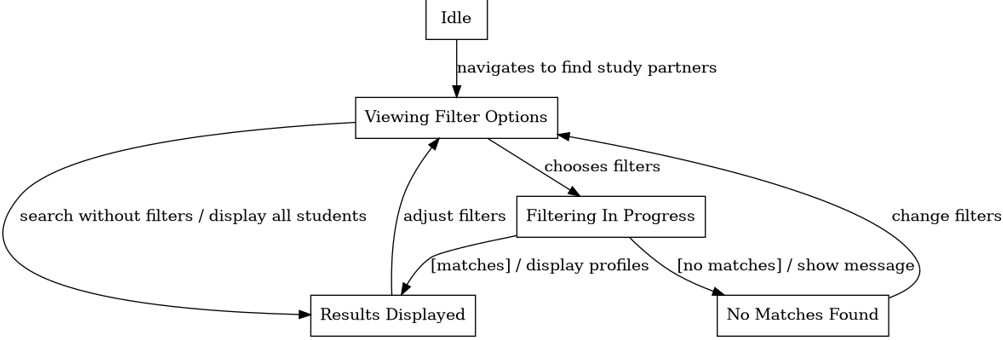 Idle
navigates to find study partners
Viewing Filter Options
chooses filters
search without filters / display all students
adjust filters
Filtering In Progress
change filters
[matches] / display profiles
[no matches] / show message
Results Displayed
No Matches Found